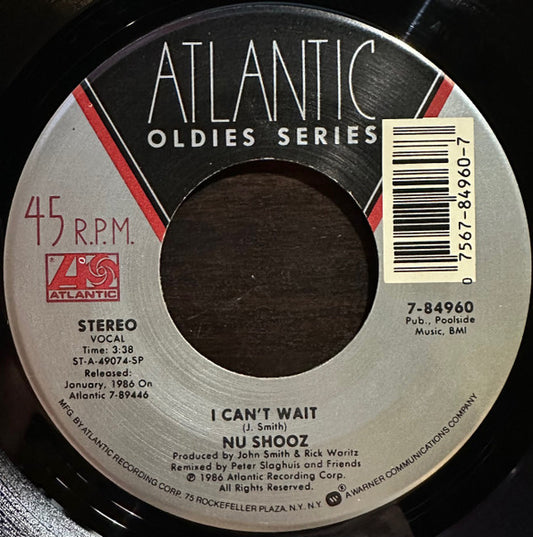 ATLANTIC
OLDIES SERIES
45 R.P.M.
ATLANTIC
STEREO
VOCAL
Time: 3:38
ST-A-49074-SP
Released:
January, 1986 On
Atlantic 7-89446
0 7567-84960-7
7-84960
Pub., Poolside
Music, BMI
I CAN'T WAIT
(J. Smith)
NU SHOOZ
Produced by John Smith & Rick Waritz
Remixed by Peter Slaghuis and Friends
℗ 1986 Atlantic Recording Corp.
All Rights Reserved.
MFG. BY ATLANTIC RECORDING CORP. 75 ROCKEFELLER PLAZA, N.Y. N.Y. W ® A WARNER COMMUNICATIONS COMPANY